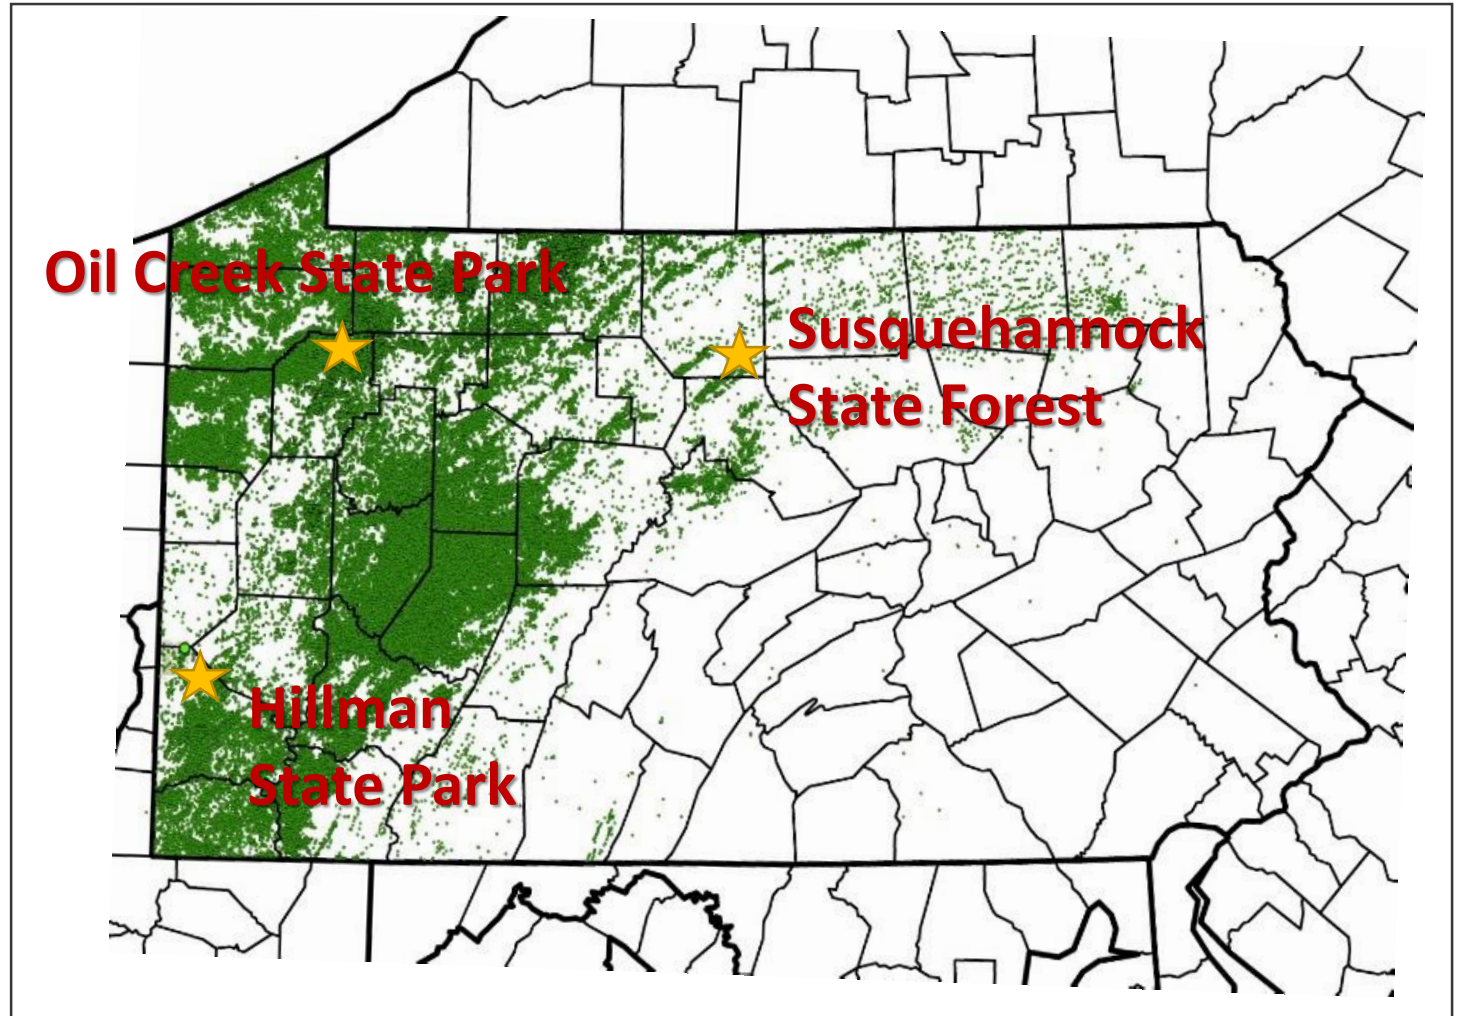 Oil Creek State Park
Susquehannock
State Forest
Hillman
State Park